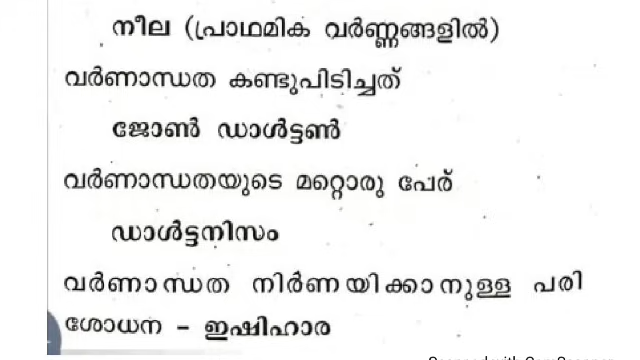 നീല (പ്രാഥമിക വർണ്ണങ്ങളിൽ)
വർണാന്ധത കണ്ടുപിടിച്ചത്
ജോൺ ഡാൾട്ടൺ
വർണാന്ധതയുടെ മറ്റൊരു പേര്
ഡാൾട്ടനിസം
വർണാന്ധത നിർണയിക്കാനുള്ള പരി
ശോധന – ഇഷിഹാര